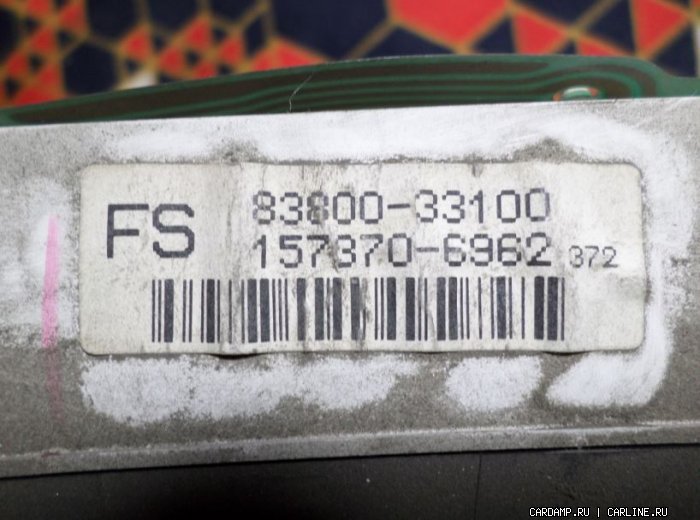 FS 83800-33100
157370-6962 372
CARDAMP.RU | CARLINE.RU